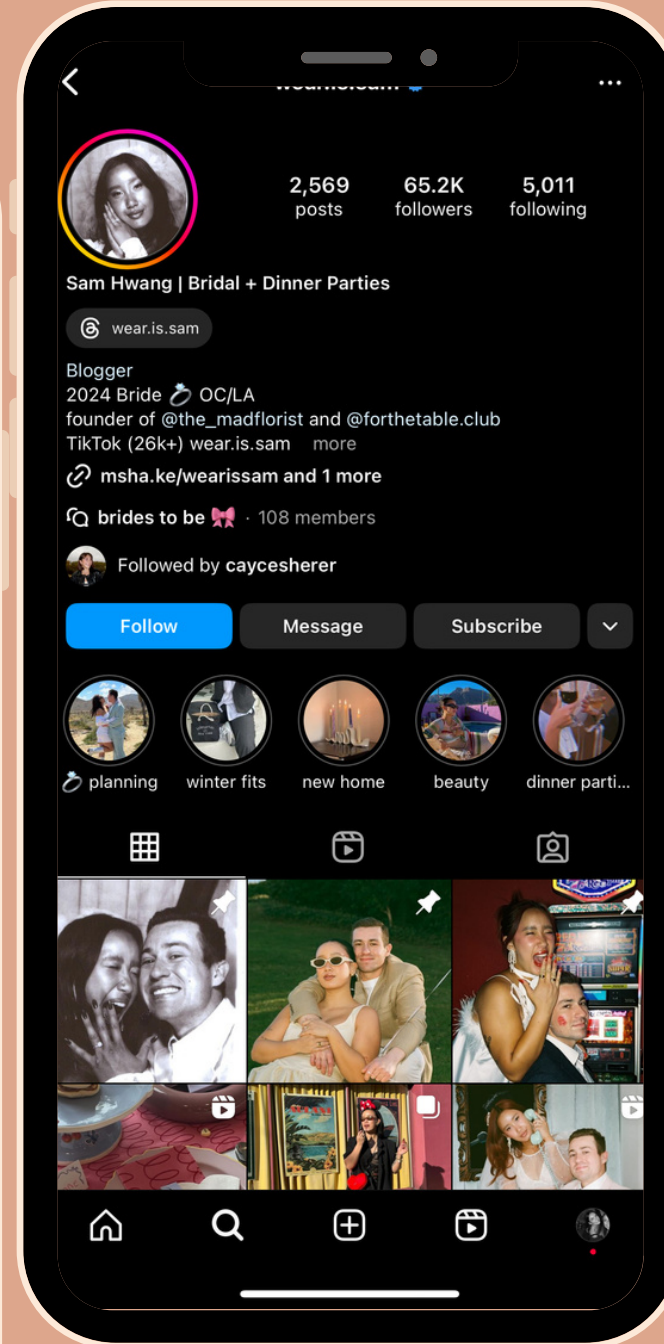 2,569 65.2K 5,011
posts followers following
Sam Hwang | Bridal + Dinner Parties
wear.is.sam
Blogger
2024 Bride 💍 OC/LA
founder of @the_madflorist and @forthetable.club
TikTok (26k+) wear.is.sam more
msha.ke/wearissam and 1 more
brides to be 🎀 · 108 members
Followed by caycesherer
Follow Message Subscribe
💍 planning winter fits new home beauty dinner parti...